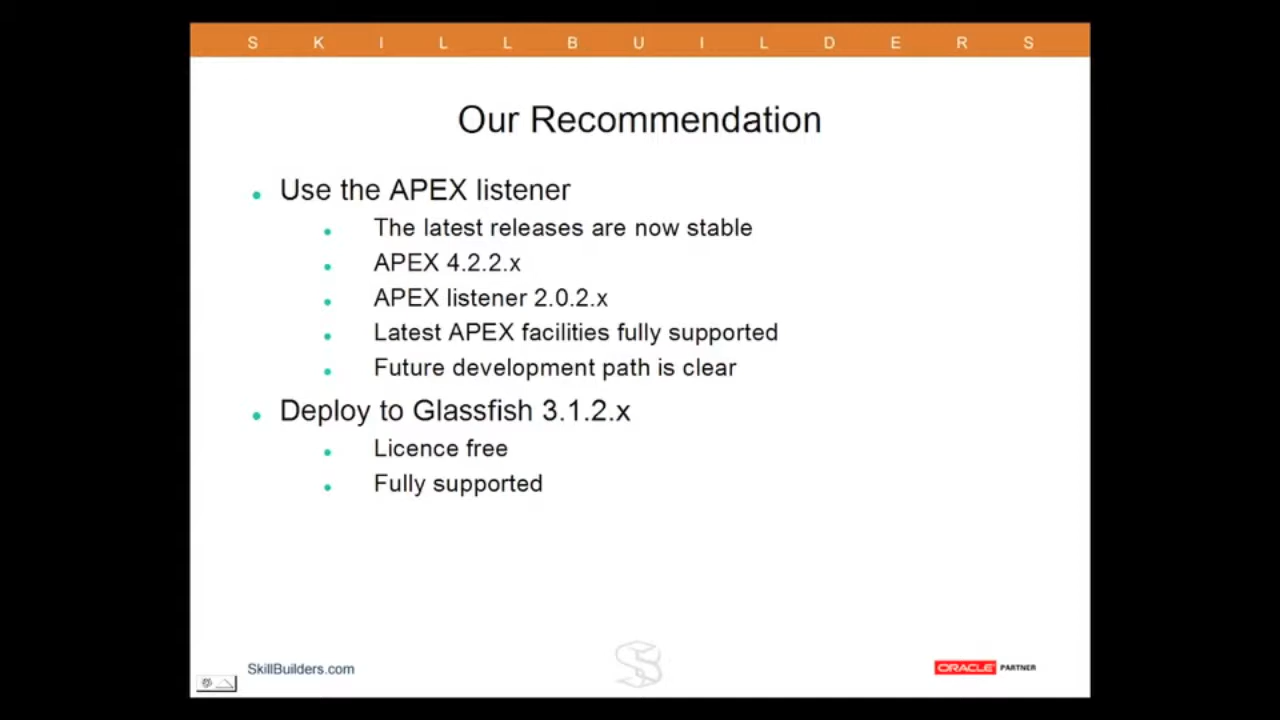 S K I L L B U I L D E R S
Our Recommendation
Use the APEX listener
The latest releases are now stable
APEX 4.2.2.x
APEX listener 2.0.2.x
Latest APEX facilities fully supported
Future development path is clear
Deploy to Glassfish 3.1.2.x
Licence free
Fully supported
SkillBuilders.com
ORACLE PARTNER